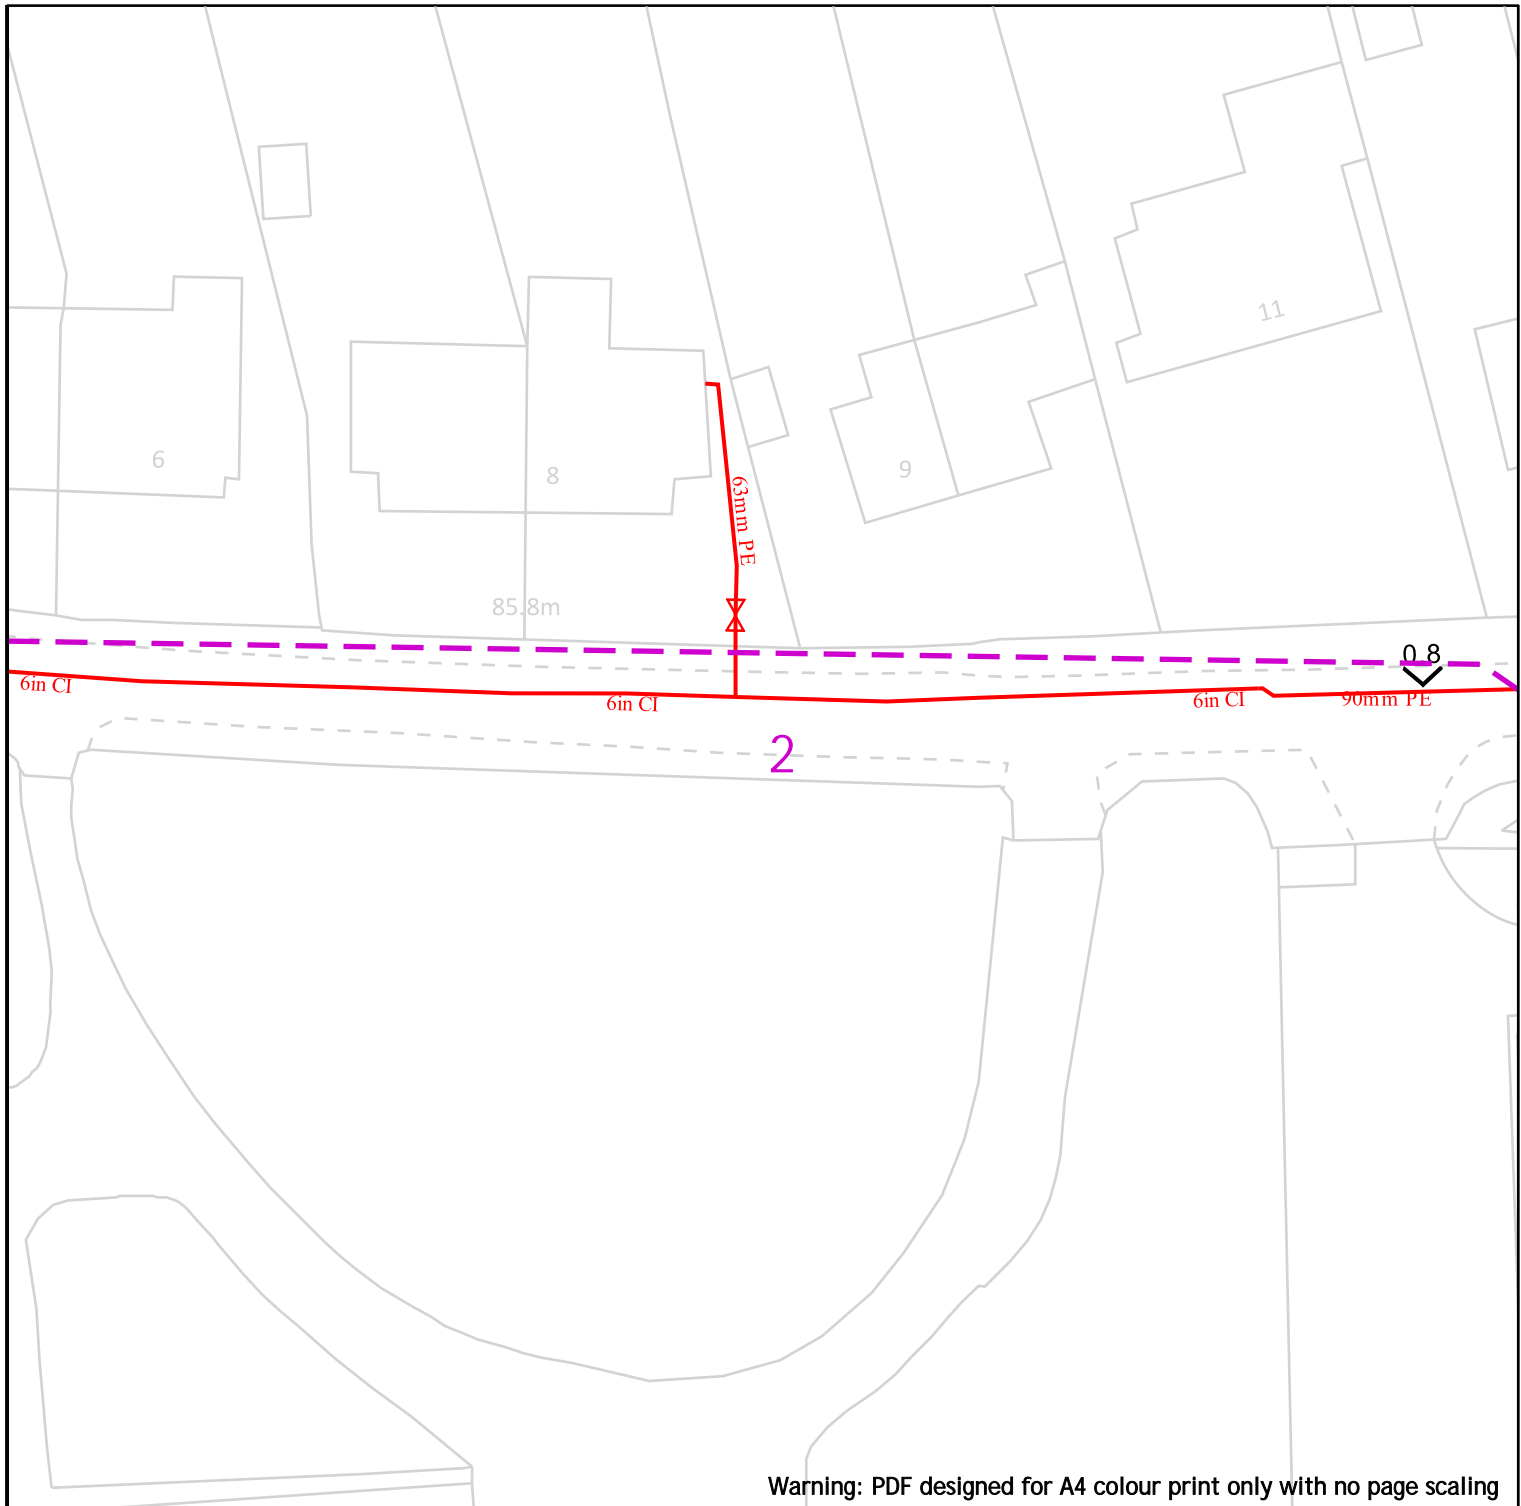 11
6
8
9
63mm PE
85.8m
0.8
6in CI
6in CI
6in CI
90mm PE
2
Warning: PDF designed for A4 colour print only with no page scaling